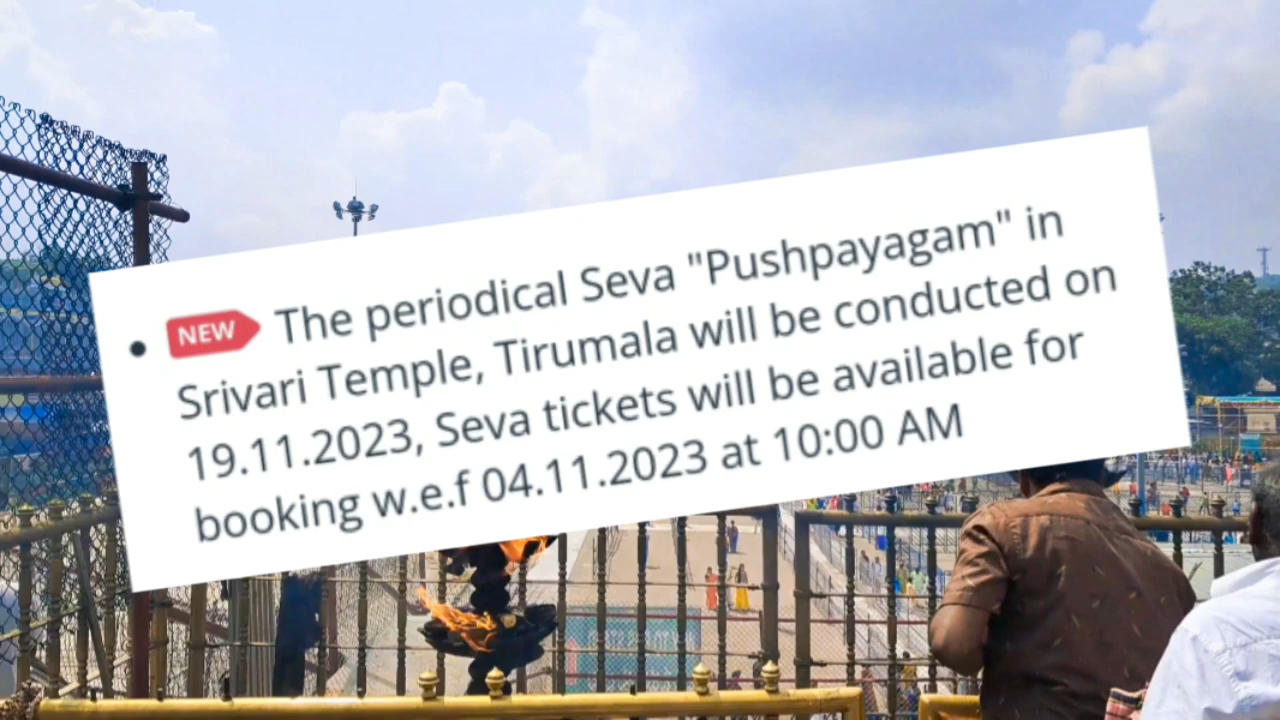 NEW The periodical Seva "Pushpayagam" in
Srivari Temple, Tirumala will be conducted on
19.11.2023, Seva tickets will be available for
booking w.e.f 04.11.2023 at 10:00 AM